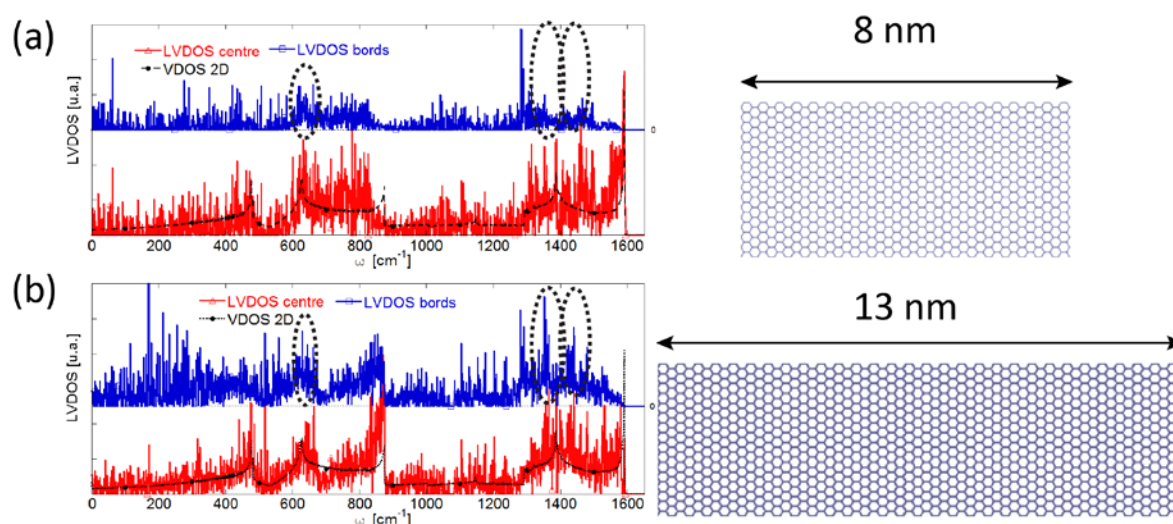 (a)
LVDOS centre LVDOS bords
VDOS 2D
LVDOS [u.a.]
0
0 200 400 600 800 1000 1200 1400 1600
ω [cm-1]
8 nm
(b)
LVDOS centre LVDOS bords
VDOS 2D
LVDOS [u.a.]
0
0 200 400 600 800 1000 1200 1400 1600
ω [cm-1]
13 nm